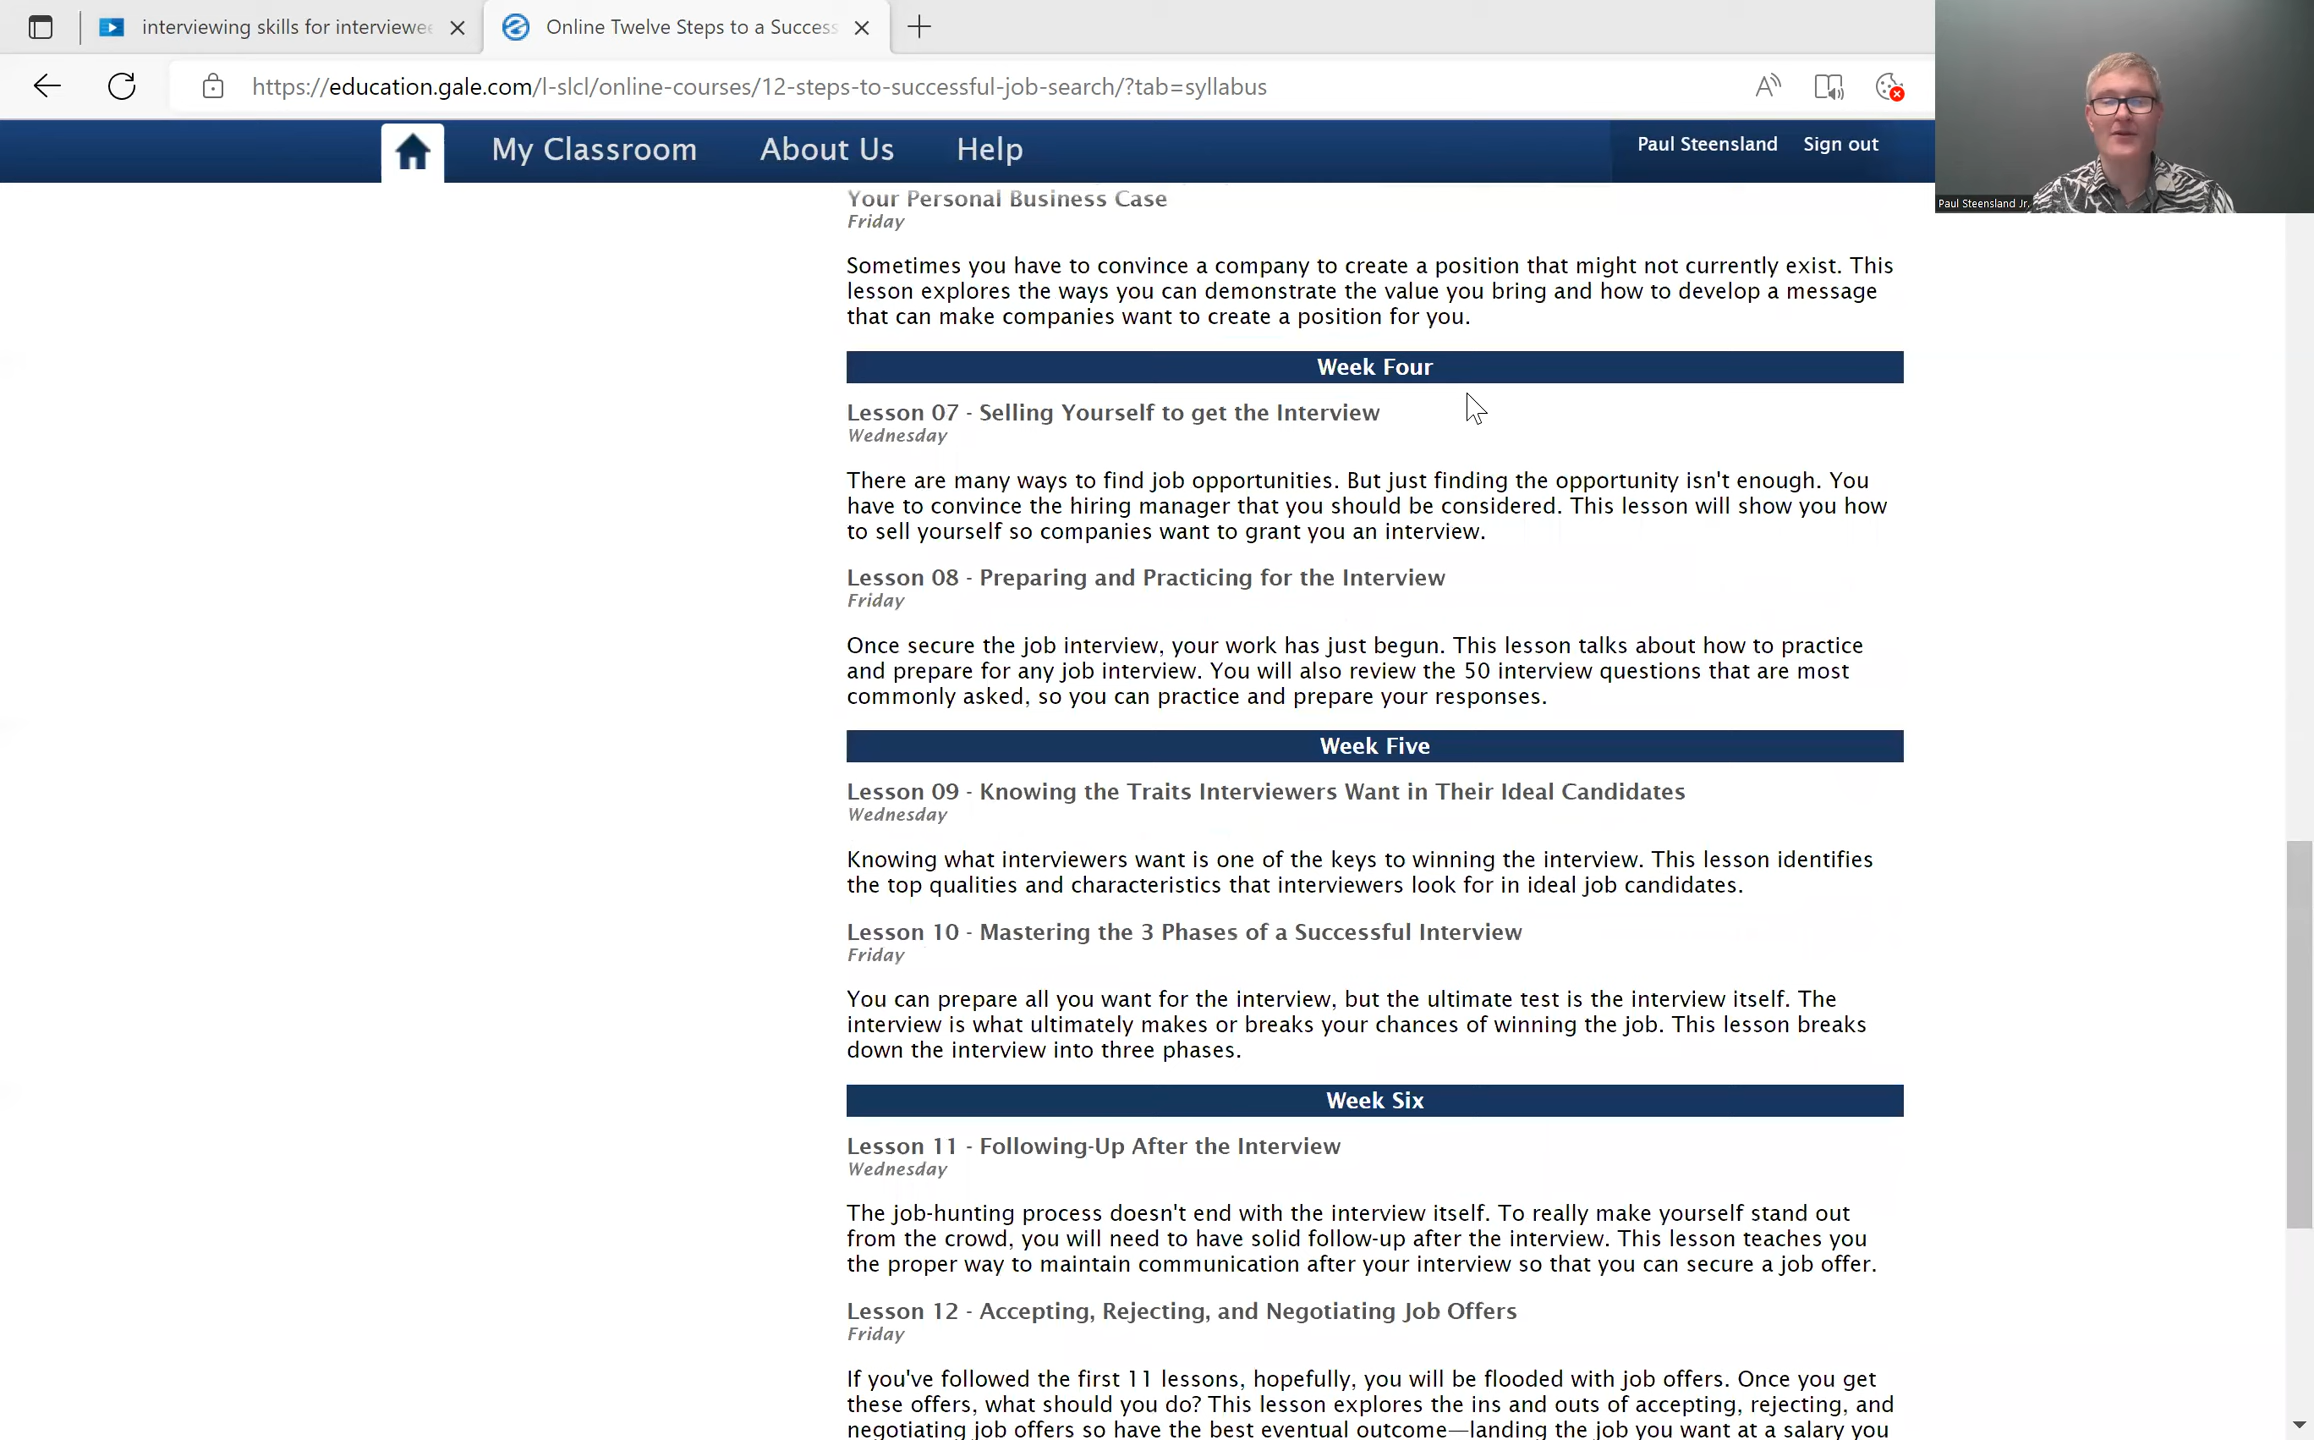 interviewing skills for interviewee
Online Twelve Steps to a Success
https://education.gale.com/l-slcl/online-courses/12-steps-to-successful-job-search/?tab=syllabus
My Classroom
About Us
Help
Paul Steensland
Sign out
Paul Steensland Jr.
Your Personal Business Case
Friday
Sometimes you have to convince a company to create a position that might not currently exist. This
lesson explores the ways you can demonstrate the value you bring and how to develop a message
that can make companies want to create a position for you.
Week Four
Lesson 07 - Selling Yourself to get the Interview
Wednesday
There are many ways to find job opportunities. But just finding the opportunity isn't enough. You
have to convince the hiring manager that you should be considered. This lesson will show you how
to sell yourself so companies want to grant you an interview.
Lesson 08 - Preparing and Practicing for the Interview
Friday
Once secure the job interview, your work has just begun. This lesson talks about how to practice
and prepare for any job interview. You will also review the 50 interview questions that are most
commonly asked, so you can practice and prepare your responses.
Week Five
Lesson 09 - Knowing the Traits Interviewers Want in Their Ideal Candidates
Wednesday
Knowing what interviewers want is one of the keys to winning the interview. This lesson identifies
the top qualities and characteristics that interviewers look for in ideal job candidates.
Lesson 10 - Mastering the 3 Phases of a Successful Interview
Friday
You can prepare all you want for the interview, but the ultimate test is the interview itself. The
interview is what ultimately makes or breaks your chances of winning the job. This lesson breaks
down the interview into three phases.
Week Six
Lesson 11 - Following-Up After the Interview
Wednesday
The job-hunting process doesn't end with the interview itself. To really make yourself stand out
from the crowd, you will need to have solid follow-up after the interview. This lesson teaches you
the proper way to maintain communication after your interview so that you can secure a job offer.
Lesson 12 - Accepting, Rejecting, and Negotiating Job Offers
Friday
If you've followed the first 11 lessons, hopefully, you will be flooded with job offers. Once you get
these offers, what should you do? This lesson explores the ins and outs of accepting, rejecting, and
negotiating job offers so have the best eventual outcome—landing the job you want at a salary you